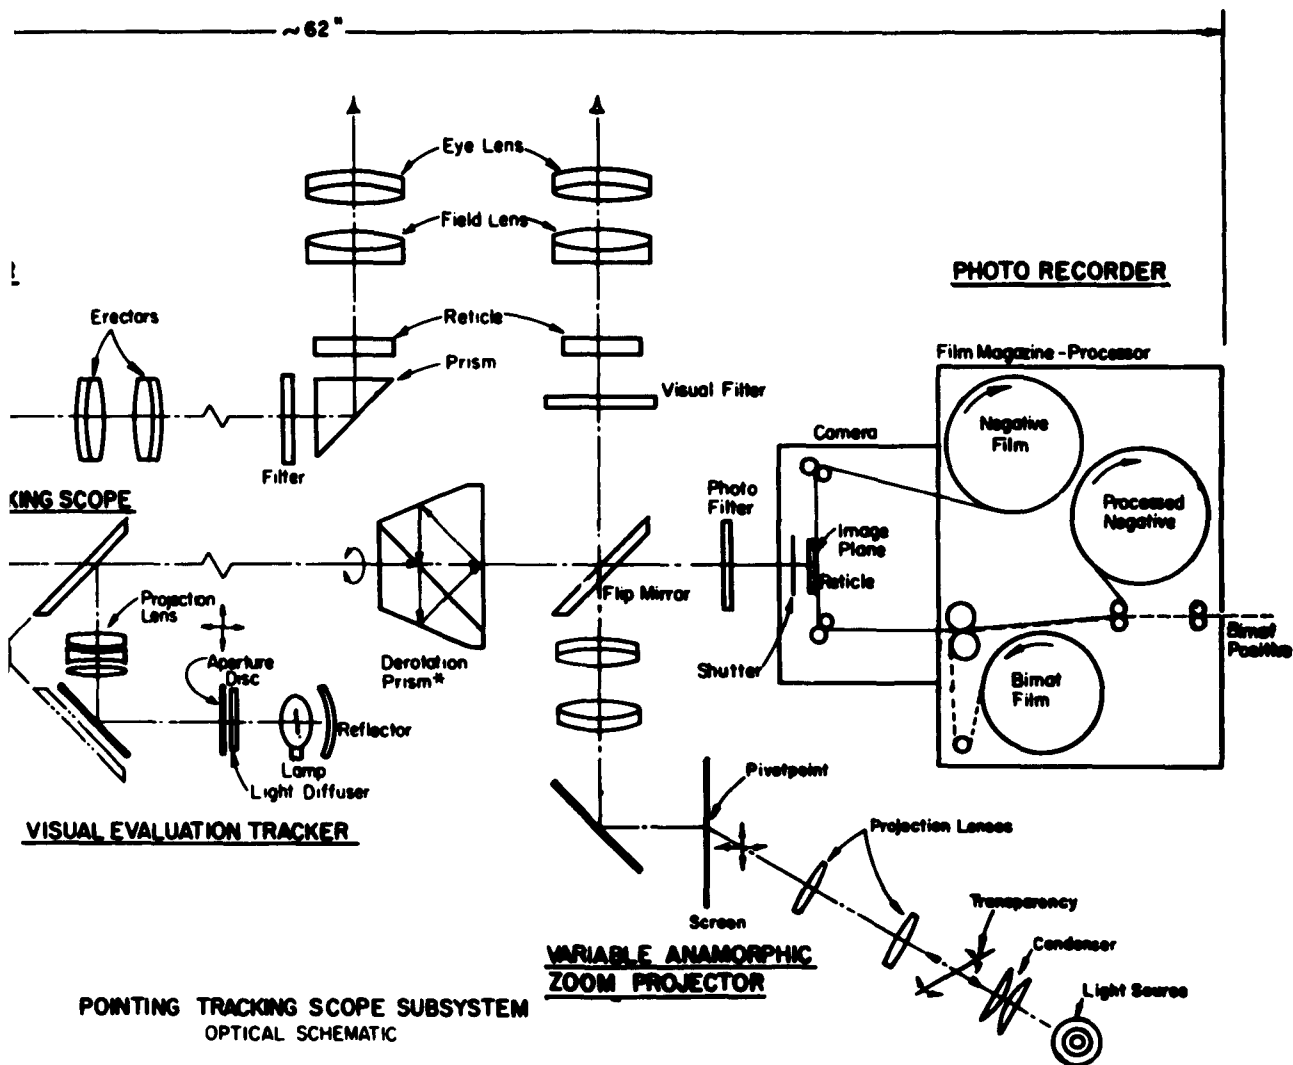 ~62"
Eye Lens
Field Lens
PHOTO RECORDER
Erectors
Reticle
Prism
Film Magazine-Processor
Visual Filter
Negative
Film
Camera
Filter
KING SCOPE
Photo
Filter
Processed
Negative
Image
Plane
Reticle
Flip Mirror
Projection
Lens
Aperture
Disc
Derotation
Prism*
Shutter
Bimat
Film
Bimat
Positive
Reflector
Lamp
Light Diffuser
Pivotpoint
VISUAL EVALUATION TRACKER
Projection Lenses
Screen
Transparency
Condenser
VARIABLE ANAMORPHIC
ZOOM PROJECTOR
Light Source
POINTING TRACKING SCOPE SUBSYSTEM
OPTICAL SCHEMATIC